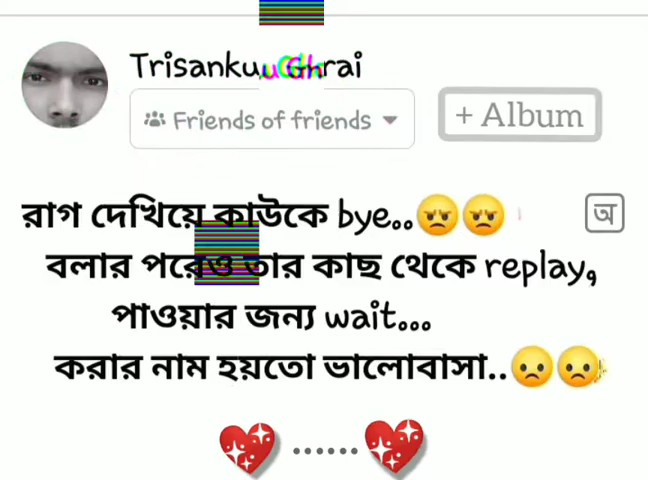 Trisanku Ghrai
Friends of friends
+ Album
রাগ দেখিয়ে কাউকে bye..😠😠
অ
বলার পরেও তার কাছ থেকে replay,
পাওয়ার জন্য wait...
করার নাম হয়তো ভালোবাসা..🙁🙁
💖 ...... 💖